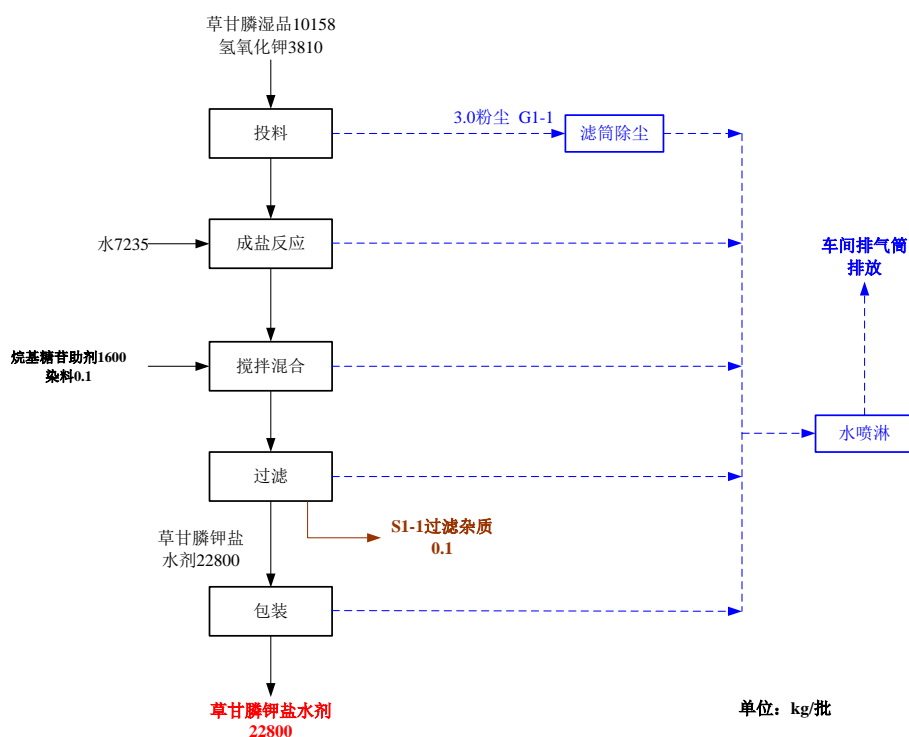 草甘膦湿品10158
氢氧化钾3810
投料
3.0粉尘 G1-1
滤筒除尘
水7235
成盐反应
车间排气筒
排放
烷基糖苷助剂1600
染料0.1
搅拌混合
水喷淋
过滤
S1-1过滤杂质
0.1
草甘膦钾盐
水剂22800
包装
草甘膦钾盐水剂
22800
单位：kg/批